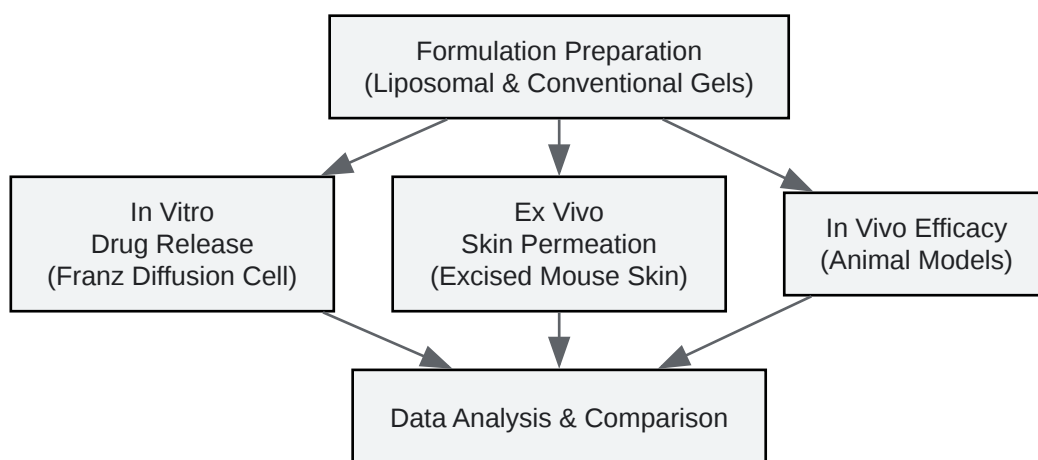 Formulation Preparation
(Liposomal & Conventional Gels)
In Vitro
Drug Release
(Franz Diffusion Cell)
Ex Vivo
Skin Permeation
(Excised Mouse Skin)
In Vivo Efficacy
(Animal Models)
Data Analysis & Comparison